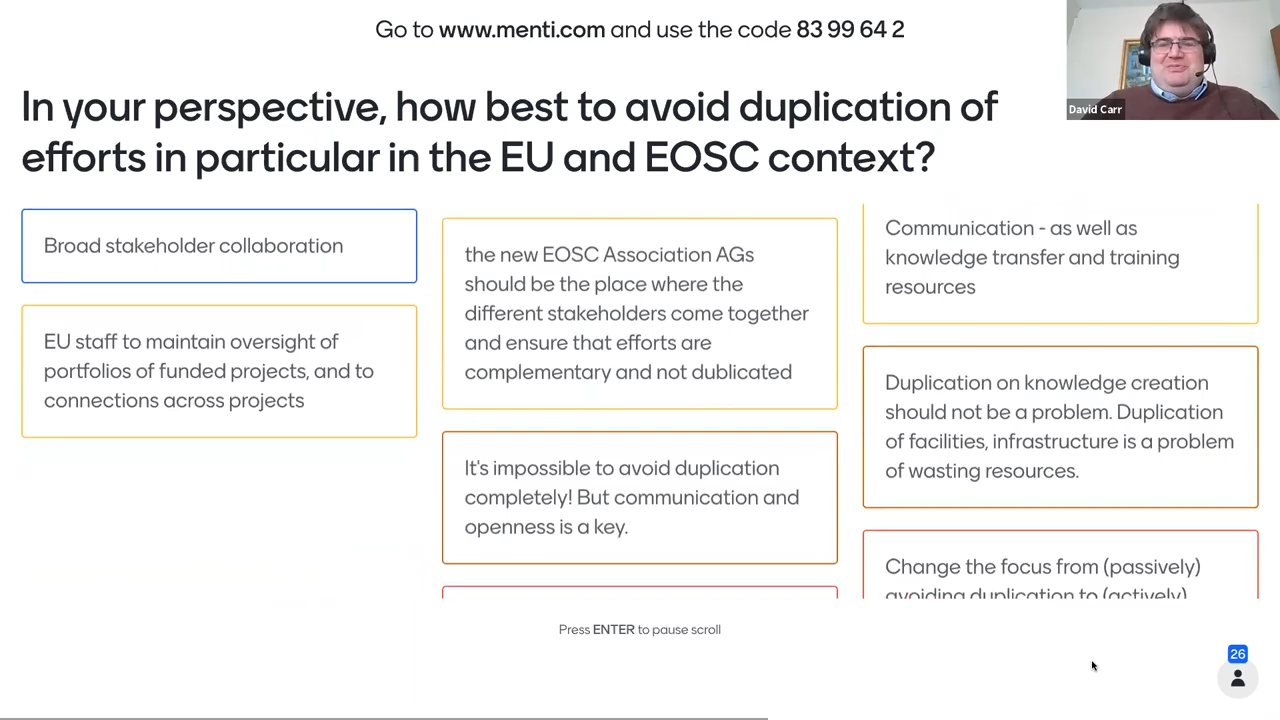 Go to www.menti.com and use the code 83 99 64 2
David Carr
In your perspective, how best to avoid duplication of
efforts in particular in the EU and EOSC context?
Broad stakeholder collaboration
EU staff to maintain oversight of
portfolios of funded projects, and to
connections across projects
the new EOSC Association AGs
should be the place where the
different stakeholders come together
and ensure that efforts are
complementary and not dublicated
It's impossible to avoid duplication
completely! But communication and
openness is a key.
Communication - as well as
knowledge transfer and training
resources
Duplication on knowledge creation
should not be a problem. Duplication
of facilities, infrastructure is a problem
of wasting resources.
Change the focus from (passively)
avoiding duplication to (actively)
Press ENTER to pause scroll
26